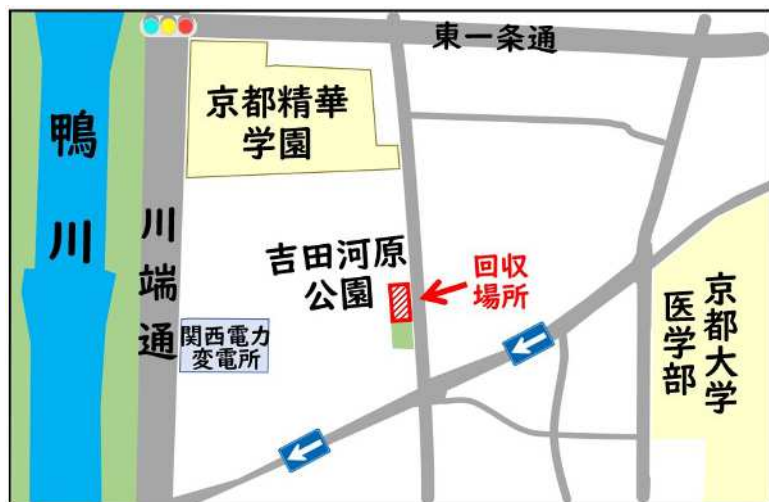 東一条通
京都精華
学園
鴨川
川端通
吉田河原
公園
回収
場所
関西電力
変電所
京都大学
医学部